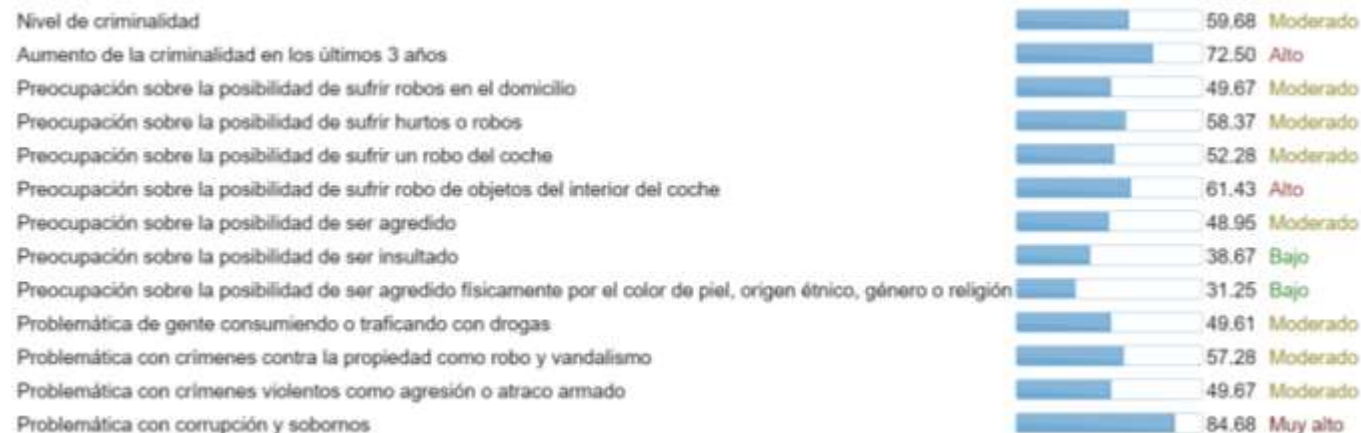 Nivel de criminalidad 59.68 Moderado
Aumento de la criminalidad en los últimos 3 años 72.50 Alto
Preocupación sobre la posibilidad de sufrir robos en el domicilio 49.67 Moderado
Preocupación sobre la posibilidad de sufrir hurtos o robos 58.37 Moderado
Preocupación sobre la posibilidad de sufrir un robo del coche 52.28 Moderado
Preocupación sobre la posibilidad de sufrir robo de objetos del interior del coche 61.43 Alto
Preocupación sobre la posibilidad de ser agredido 48.95 Moderado
Preocupación sobre la posibilidad de ser insultado 38.67 Bajo
Preocupación sobre la posibilidad de ser agredido físicamente por el color de piel, origen étnico, género o religión 31.25 Bajo
Problemática de gente consumiendo o traficando con drogas 49.61 Moderado
Problemática con crímenes contra la propiedad como robo y vandalismo 57.28 Moderado
Problemática con crímenes violentos como agresión o atraco armado 49.67 Moderado
Problemática con corrupción y sobornos 84.68 Muy alto